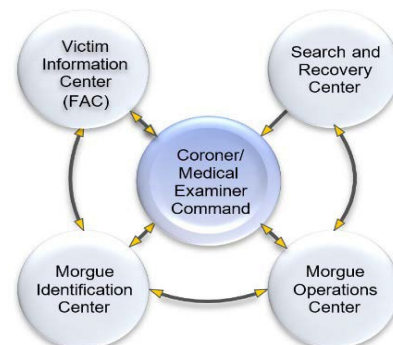 Victim
Information
Center
(FAC)
Search and
Recovery
Center
Coroner/
Medical
Examiner
Command
Morgue
Identification
Center
Morgue
Operations
Center